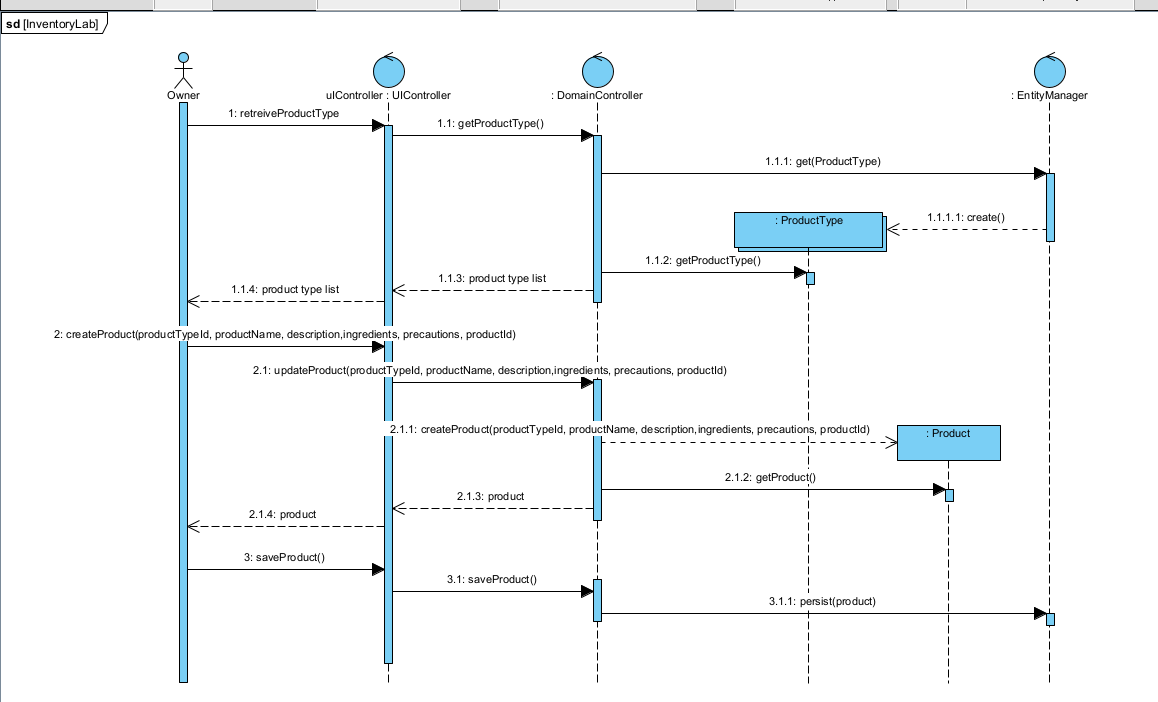 sd [InventoryLab]
Owner
uIController : UIController
: DomainController
: EntityManager
1: retreiveProductType
1.1: getProductType()
1.1.1: get(ProductType)
: ProductType
1.1.1.1: create()
1.1.2: getProductType()
1.1.3: product type list
1.1.4: product type list
2: createProduct(productTypeId, productName, description,ingredients, precautions, productId)
2.1: updateProduct(productTypeId, productName, description,ingredients, precautions, productId)
2.1.1: createProduct(productTypeId, productName, description,ingredients, precautions, productId)
: Product
2.1.2: getProduct()
2.1.3: product
2.1.4: product
3: saveProduct()
3.1: saveProduct()
3.1.1: persist(product)